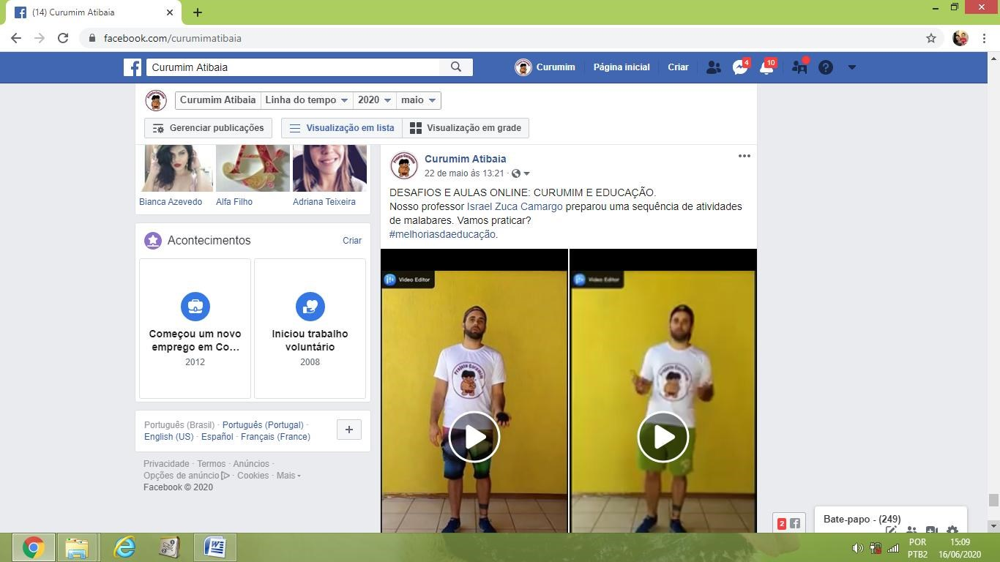 (14) Curumim Atibaia
facebook.com/curumimatibaia
Curumim Atibaia
Curumim
Página inicial
Criar
4
10
Curumim Atibaia
Linha do tempo
2020
maio
Gerenciar publicações
Visualização em lista
Visualização em grade
Bianca Azevedo
Alfa Filho
Adriana Teixeira
Acontecimentos
Criar
Começou um novo
emprego em Co...
2012
Iniciou trabalho
voluntário
2008
Português (Brasil) · Português (Portugal) ·
English (US) · Español · Français (France)
Privacidade · Termos · Anúncios ·
Opções de anúncio · Cookies · Mais
Facebook © 2020
Curumim Atibaia
22 de maio às 13:21 ·
DESAFIOS E AULAS ONLINE: CURUMIM E EDUCAÇÃO.
Nosso professor Israel Zuca Camargo preparou uma sequência de atividades
de malabares. Vamos praticar?
#melhoriasdaeducação.
Video Editor
Video Editor
Projeto Curumim
Projeto Curumim
2
Bate-papo - (249)
POR
PTB2
15:09
16/06/2020